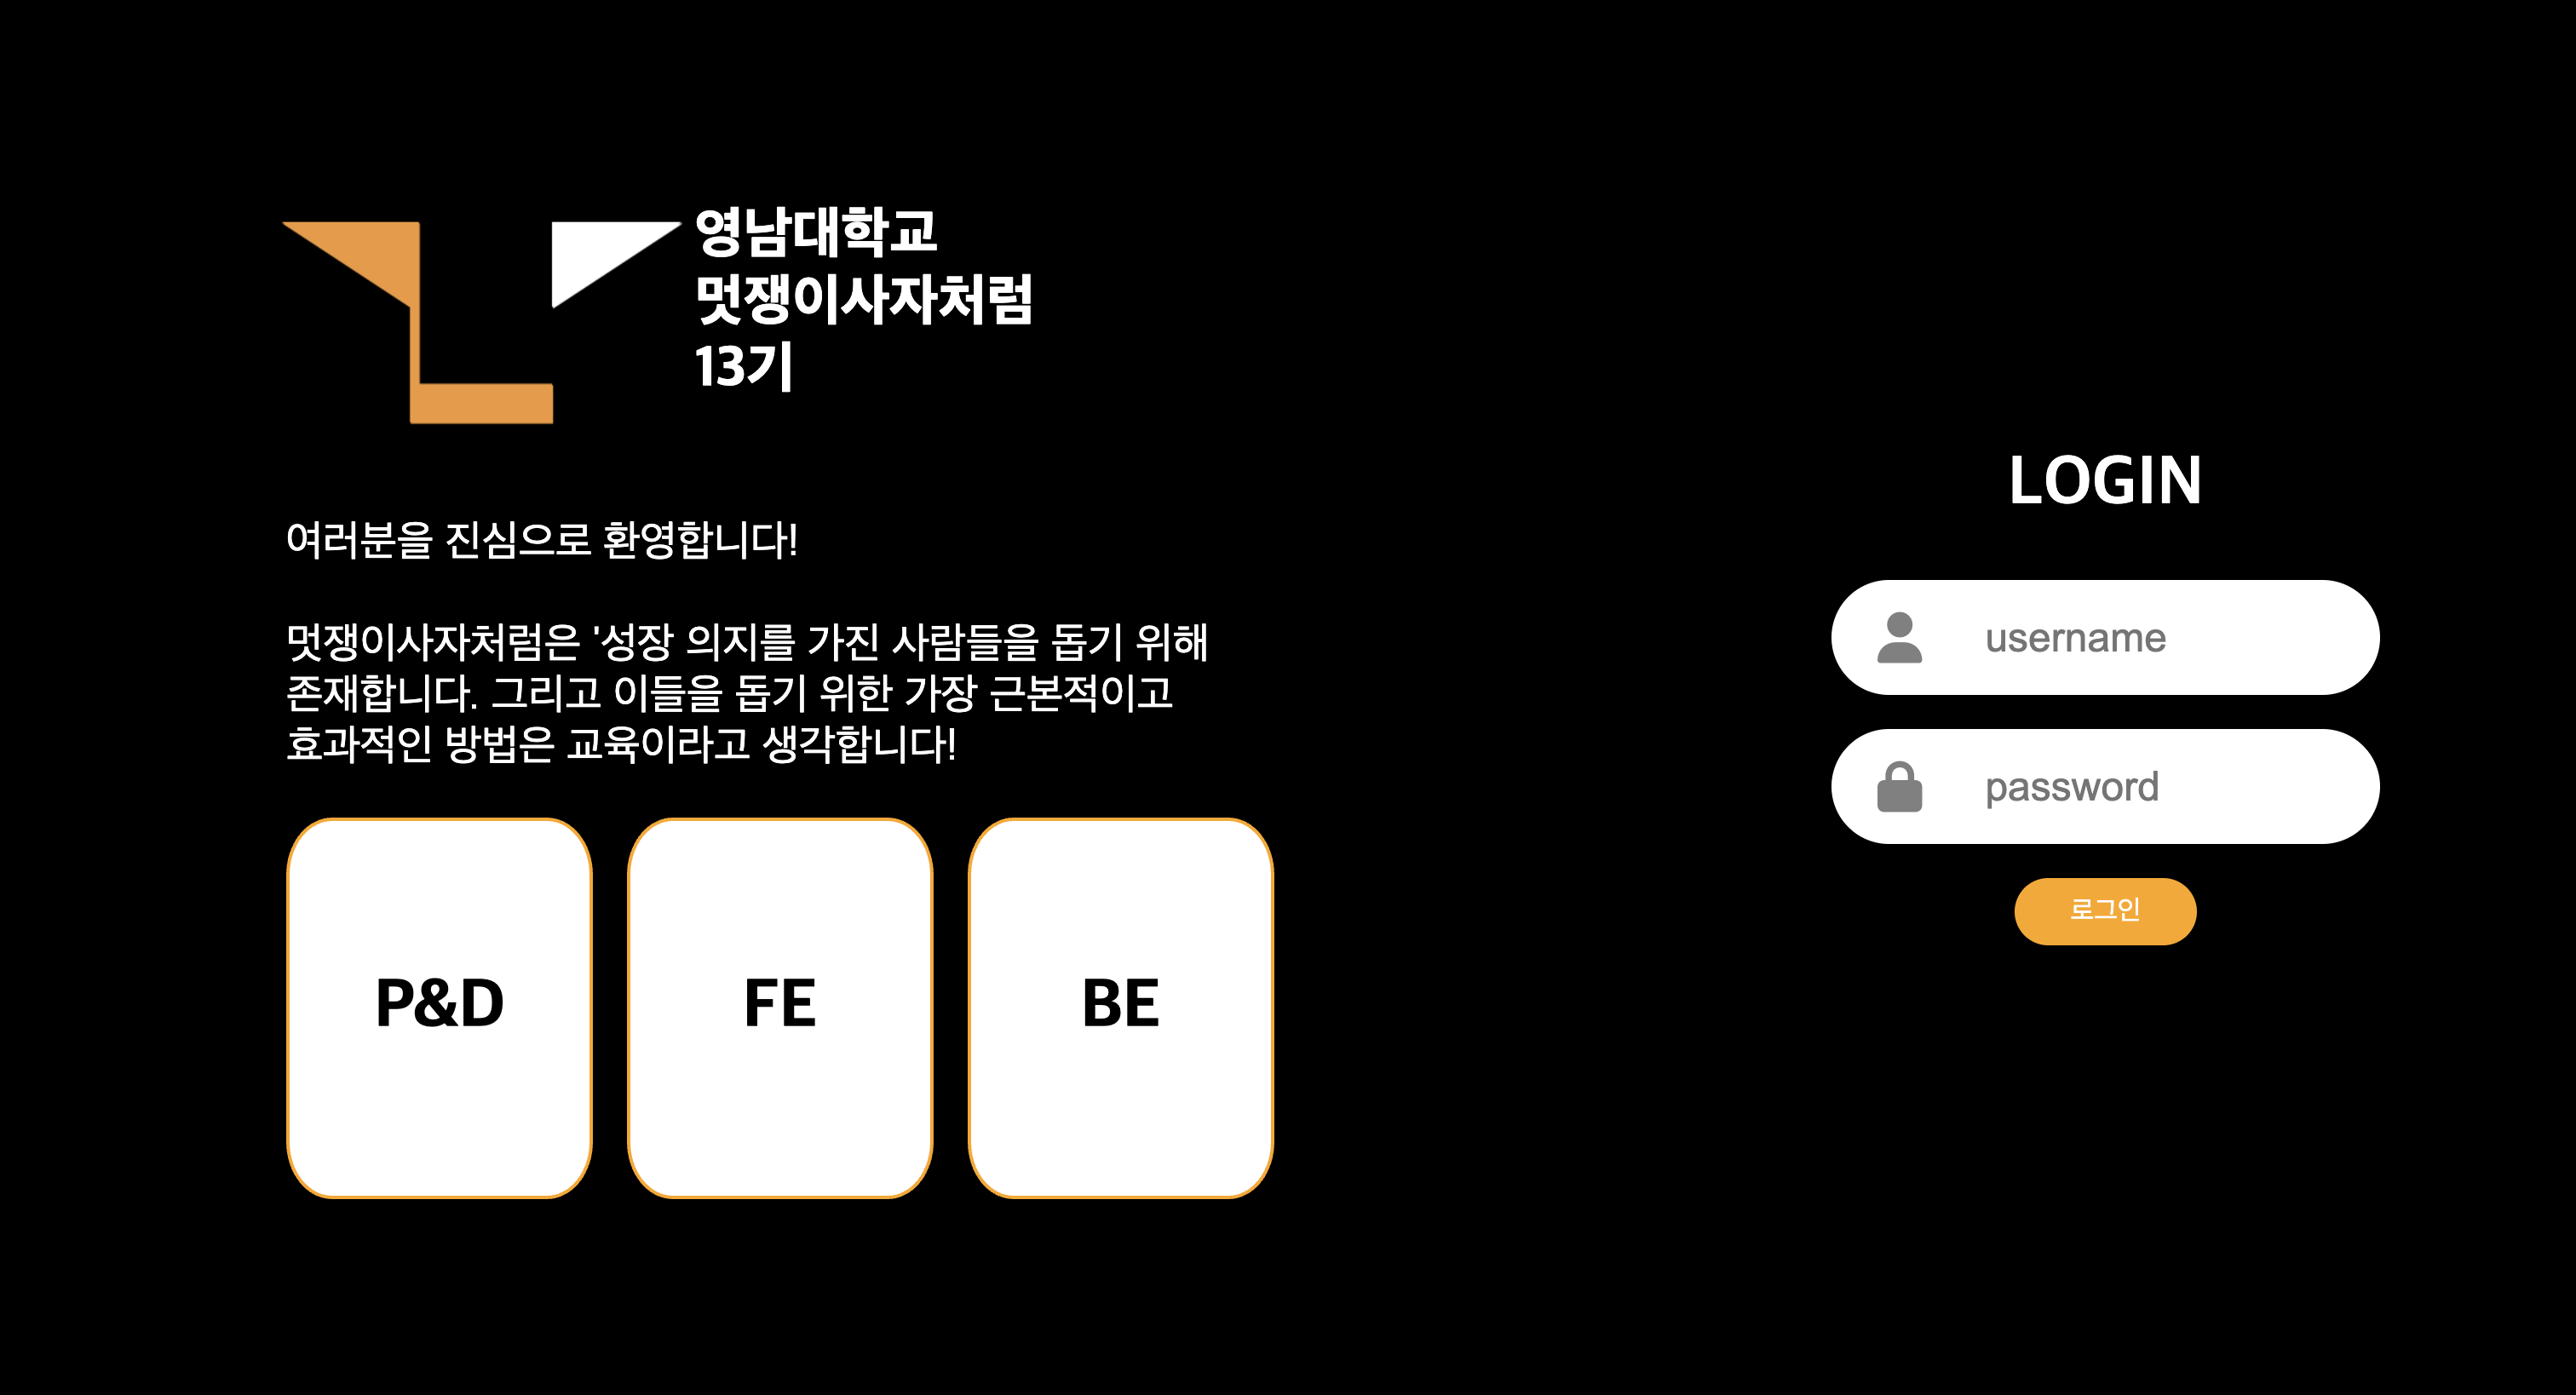 영남대학교
멋쟁이사자처럼
13기
여러분을 진심으로 환영합니다!
멋쟁이사자처럼은 '성장 의지를 가진 사람들을 돕기 위해
존재합니다. 그리고 이들을 돕기 위한 가장 근본적이고
효과적인 방법은 교육이라고 생각합니다!
P&D
FE
BE
LOGIN
username
password
로그인